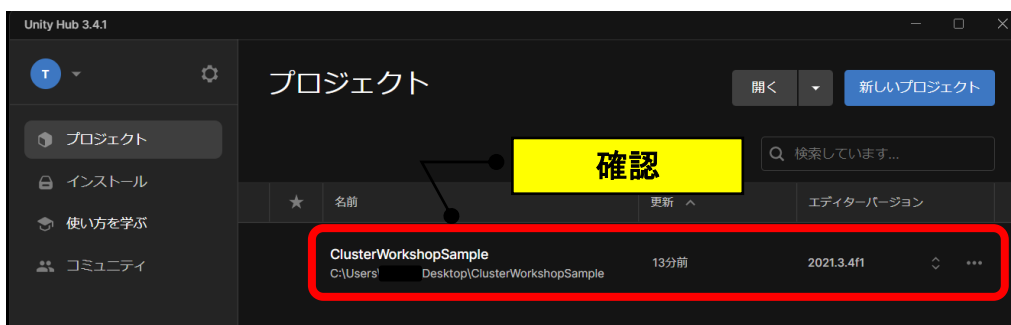 Unity Hub 3.4.1
T
プロジェクト
開く
新しいプロジェクト
プロジェクト
確認
検索しています...
インストール
名前
更新
エディターバージョン
使い方を学ぶ
ClusterWorkshopSample
13分前
2021.3.4f1
コミュニティ
C:\Users\ Desktop\ClusterWorkshopSample